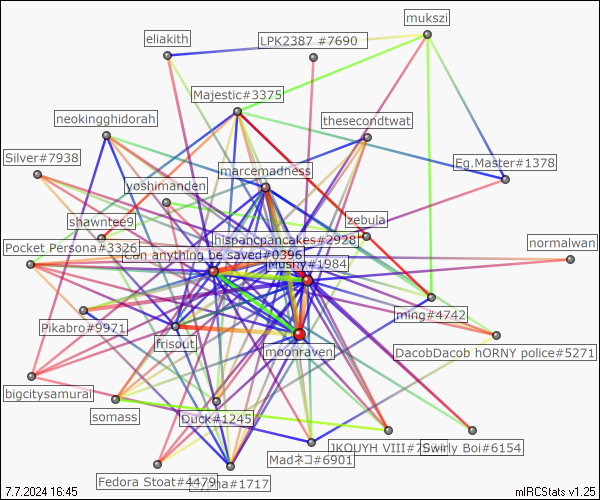 mukszi
eliakith
LPK2387 #7690
Majestic#3375
neokingghidorah
thesecondtwat
Silver#7938
Eg.Master#1378
marcemadness
yoshimanden
shawntee9
zebula
hispancpancakes#2928
Pocket Persona#3326
normalwan
Can anything be saved#0396
Mushy#1984
ming#4742
Pikabro#9971
frisout
moonraven
DacobDacob hORNY police#5271
bigcitysamurai
somass
Duck#1245
IKOUYH VIII#75
Swirly Boi#6154
Madネコ#6901
Fedora Stoat#4479
#1717
7.7.2024 16:45
mIRCStats v1.25